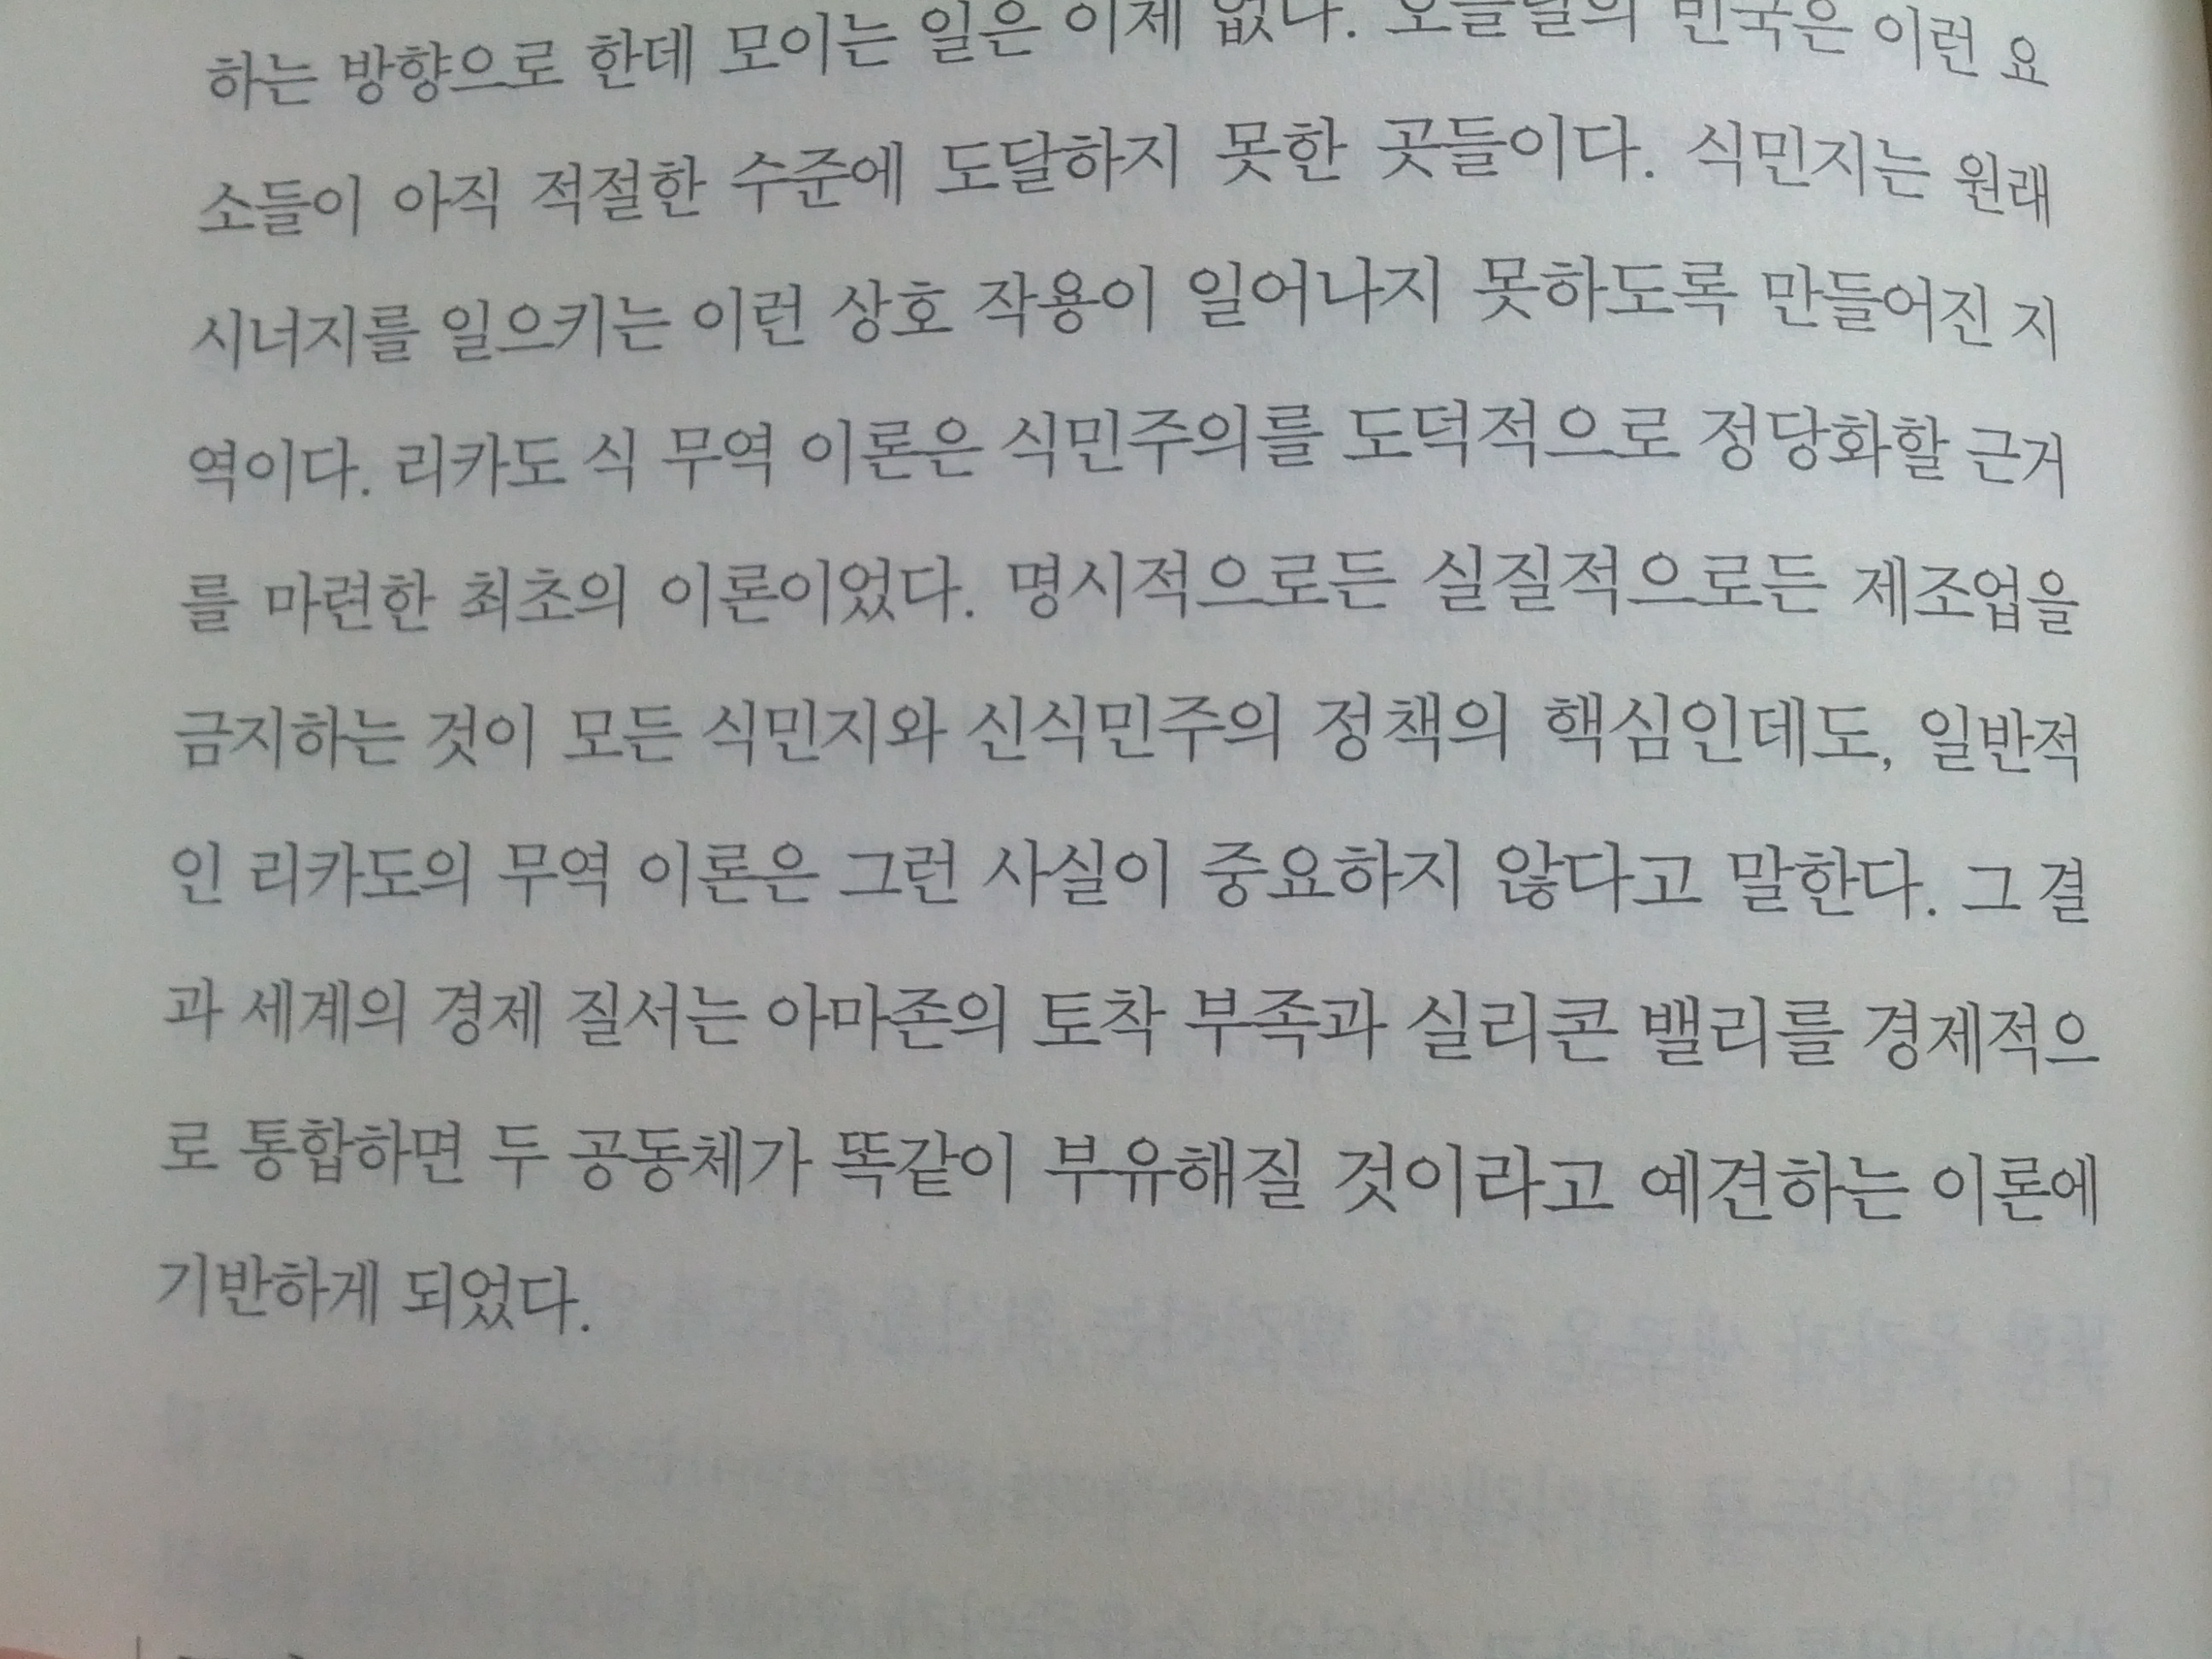 하는 방향으로 한데 모이는 일은 이제 없다. 오늘날의 빈국은 이런 요
소들이 아직 적절한 수준에 도달하지 못한 곳들이다. 식민지는 원래
시너지를 일으키는 이런 상호 작용이 일어나지 못하도록 만들어진 지
역이다. 리카도 식 무역 이론은 식민주의를 도덕적으로 정당화할 근거
를 마련한 최초의 이론이었다. 명시적으로든 실질적으로든 제조업을
금지하는 것이 모든 식민지와 신식민주의 정책의 핵심인데도, 일반적
인 리카도의 무역 이론은 그런 사실이 중요하지 않다고 말한다. 그 결
과 세계의 경제 질서는 아마존의 토착 부족과 실리콘 밸리를 경제적으
로 통합하면 두 공동체가 똑같이 부유해질 것이라고 예견하는 이론에
기반하게 되었다.